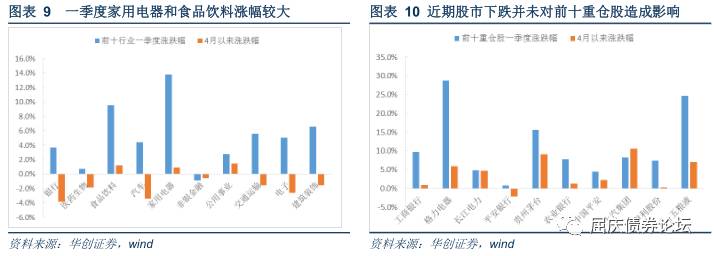 图表 9 一季度家用电器和食品饮料涨幅较大
前十行业一季度涨跌幅 4月以来涨跌幅
16.0%
14.0%
12.0%
10.0%
8.0%
6.0%
4.0%
2.0%
0.0%
-2.0%
-4.0%
-6.0%
银行
医药生物
食品饮料
汽车
家用电器
非银金融
公用事业
交通运输
电子
建筑装饰
资料来源：华创证券，wind
图表 10 近期股市下跌并未对前十重仓股造成影响
前十重仓股一季度涨跌幅 4月以来涨跌幅
35.0%
30.0%
25.0%
20.0%
15.0%
10.0%
5.0%
0.0%
-5.0%
工商银行
格力电器
长江电力
平安银行
贵州茅台
农业银行
中国平安
汽集团
利股份
五粮液
资料来源：华创证券，wind
屈庆债券论坛